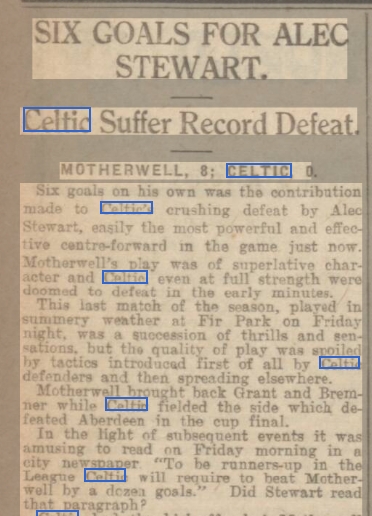 SIX GOALS FOR ALEC
STEWART.
Celtic Suffer Record Defeat.
MOTHERWELL, 8; CELTIC 0.
Six goals on his own was the contribution
made to Celtic's crushing defeat by Alec
Stewart, easily the most powerful and effec-
tive centre-forward in the game just now.
Motherwell's play was of superlative char-
acter and Celtic even at full strength were
doomed to defeat in the early minutes.
This last match of the season, played in
summery weather at Fir Park on Friday
night, was a succession of thrills and sen-
sations, but the quality of play was spoiled
by tactics introduced first of all by Celtic
defenders and then spreading elsewhere.
Motherwell brought back Grant and Brem-
ner while Celtic fielded the side which de-
feated Aberdeen in the cup final.
In the light of subsequent events it was
amusing to read on Friday morning in a
city newspaper, "To be runners-up in the
League Celtic will require to beat Mother-
well by a dozen goals." Did Stewart read
that paragraph?